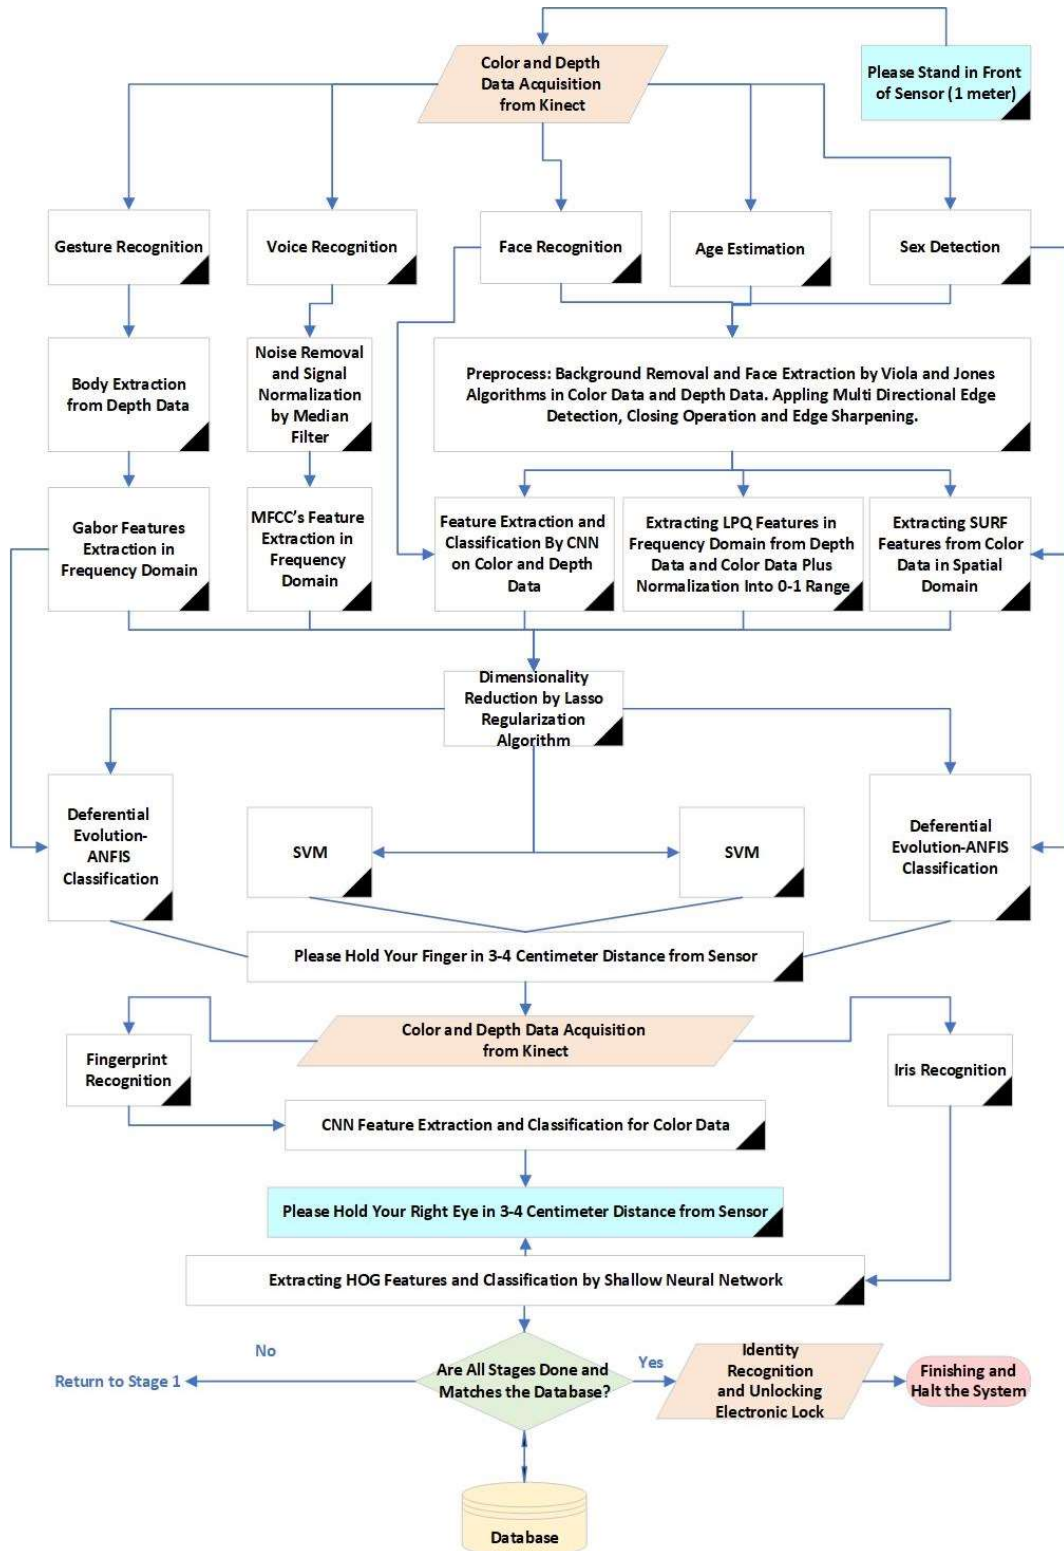 Color and Depth
Data Acquisition
from Kinect
Please Stand in Front
of Sensor (1 meter)
Gesture Recognition
Voice Recognition
Face Recognition
Age Estimation
Sex Detection
Body Extraction
from Depth Data
Noise Removal
and Signal
Normalization
by Median
Filter
Preprocess: Background Removal and Face Extraction by Viola and Jones
Algorithms in Color Data and Depth Data. Appling Multi Directional Edge
Detection, Closing Operation and Edge Sharpening.
Gabor Features
Extraction in
Frequency Domain
MFCC's Feature
Extraction in
Frequency
Domain
Feature Extraction and
Classification By CNN
on Color and Depth
Data
Extracting LPQ Features in
Frequency Domain from Depth
Data and Color Data Plus
Normalization Into 0-1 Range
Extracting SURF
Features from Color
Data in Spatial
Domain
Dimensionality
Reduction by Lasso
Regularization
Algorithm
Deferential
Evolution-
ANFIS
Classification
SVM
SVM
Deferential
Evolution-ANFIS
Classification
Please Hold Your Finger in 3-4 Centimeter Distance from Sensor
Color and Depth Data Acquisition
from Kinect
Fingerprint
Recognition
Iris Recognition
CNN Feature Extraction and Classification for Color Data
Please Hold Your Right Eye in 3-4 Centimeter Distance from Sensor
Extracting HOG Features and Classification by Shallow Neural Network
No
Return to Stage 1
Are All Stages Done and
Matches the Database?
Yes
Identity
Recognition
and Unlocking
Electronic Lock
Finishing and
Halt the System
Database